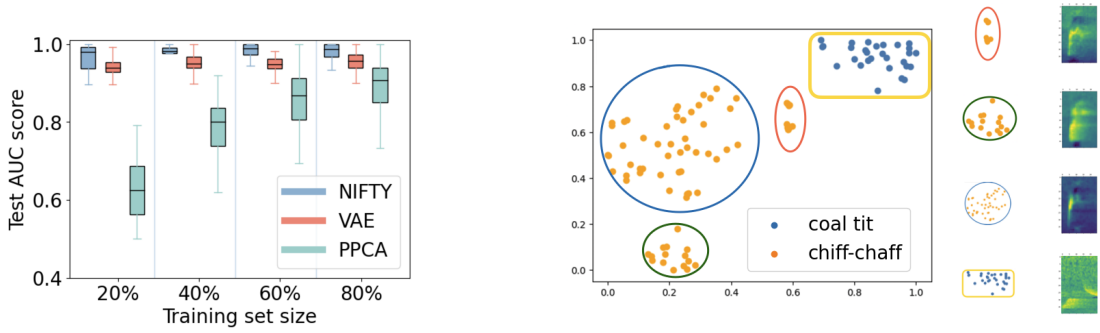 Test AUC score
1.0
0.8
0.6
0.4
NIFTY
VAE
PPCA
20% 40% 60% 80%
Training set size
1.0
0.8
0.6
0.4
0.2
0.0
coal tit
chiff-chaff
0.0 0.2 0.4 0.6 0.8 1.0